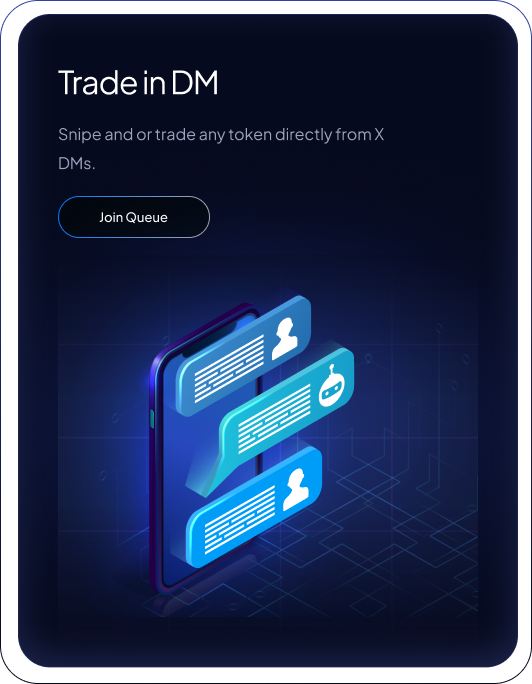 Trade in DM
Snipe and or trade any token directly from X
DMs.
Join Queue